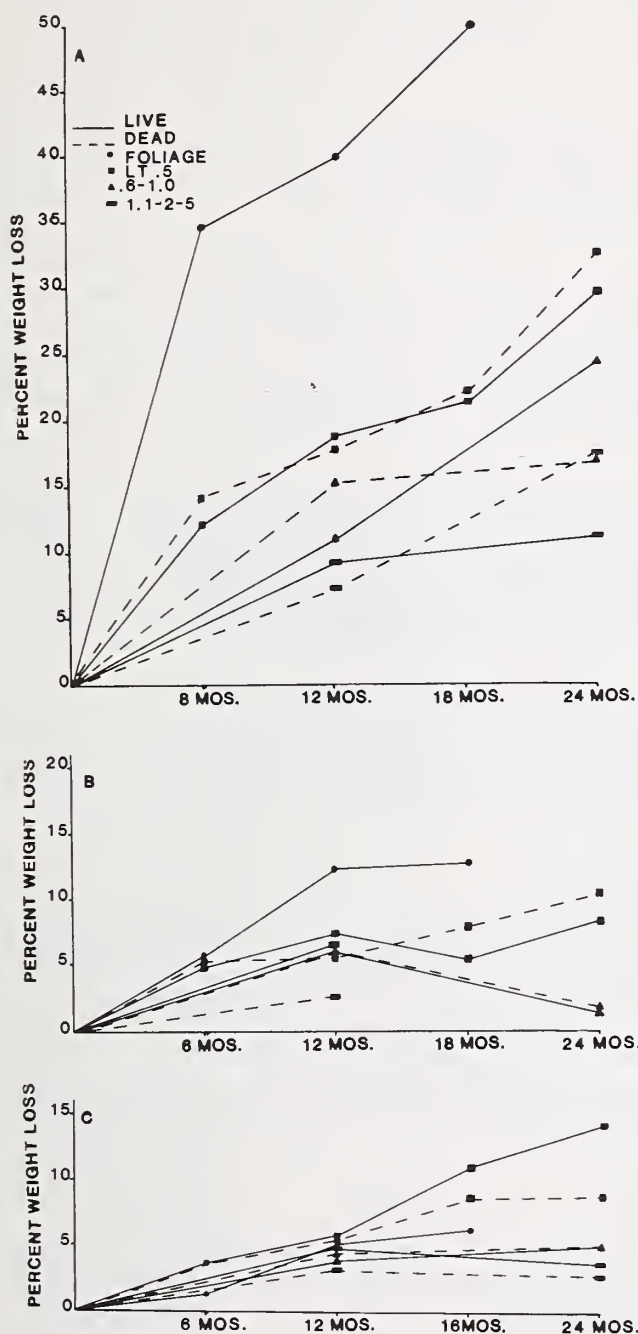 50
A
45
LIVE
DEAD
FOLIAGE
LT .5
.6-1.0
1.1-2-5
40
36
30
25
20
15
10
5
0
PERCENT WEIGHT LOSS
8 MOS. 12 MOS. 18 MOS. 24 MOS.
20
B
15
10
5
0
PERCENT WEIGHT LOSS
6 MOS. 12 MOS. 18 MOS. 24 MOS.
15
C
10
5
0
PERCENT WEIGHT LOSS
6 MOS. 12 MOS. 18 MOS. 24 MOS.